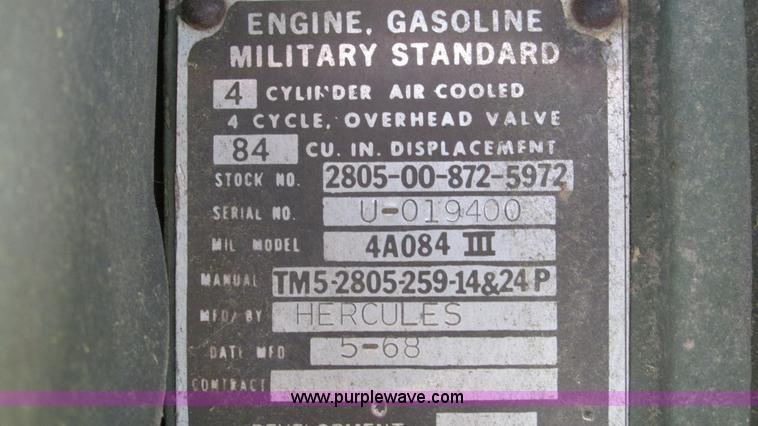 ENGINE, GASOLINE
MILITARY STANDARD
4 CYLINDER AIR COOLED
4 CYCLE, OVERHEAD VALVE
84 CU. IN. DISPLACEMENT
STOCK NO. 2805-00-872-5972
SERIAL NO. U-019400
MIL MODEL 4A084 III
MANUAL TM5-2805-259-14&24P
MFD/BY HERCULES
DATE MFD 5-68
CONTRACT
www.purplewave.com
DEVELOPMENT